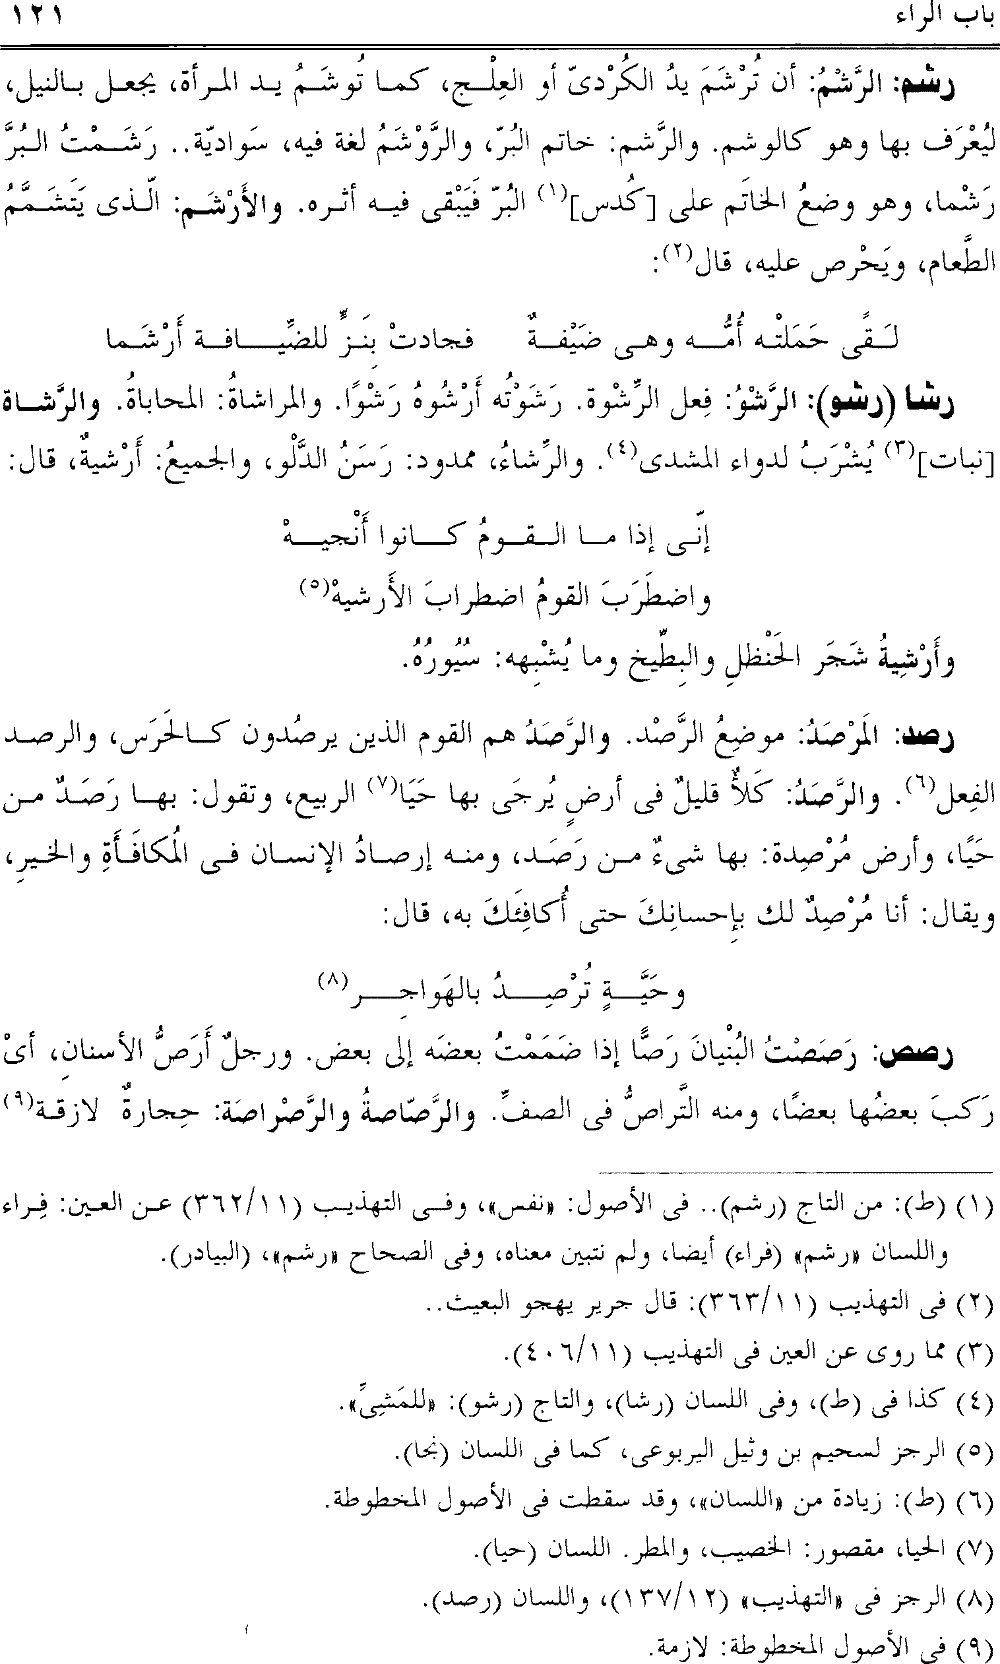 باب الراء ١٢١
رشم: الرَّشْمُ: أن تُرْشَمَ يدُ الكُرْدىّ أو العِلْج، كما تُوشَمُ يد المرأة، يجعل بالنيل،
ليُعْرَف بها وهو كالوشم. والرَّشم: خاتم البُرّ، والرَّوْشَمُ لغة فيه، سَواديّة.. رَشَمْتُ البُرَّ
رَشْما، وهو وضعُ الخاتَم على [كُدس](١) البُرّ فَيَبْقى فيه أثره. والأَرْشَم: الّذى يَتَشَمَّمُ
الطَّعام، ويَحْرص عليه، قال(٢):
لَقًى حَمَلَتْه أُمُّه وهى ضَيْفةٌ فجادتْ بِنَزٍّ للضِّيافة أَرْشَما
رشا (رشو): الرَّشْوُ: فِعل الرِّشْوة. رَشَوْتُه أَرْشُوهُ رَشْوًا. والمراشاةُ: المحاباةُ. والرَّشاة
[نبات](٣) يُشْرَبُ لدواء المشدى(٤). والرِّشاءُ، ممدود: رَسَنُ الدَّلْو، والجميعُ: أَرْشيةٌ، قال:
إنّى إذا ما القومُ كانوا أَنْجيهْ
واضطَرَبَ القومُ اضطرابَ الأَرشيهْ(٥)
وأَرْشِيةُ شَجَر الحَنْظلِ والبِطِّيخ وما يُشْبِهه: سُيُورُهُ.
رصد: المَرْصَدُ: موضِعُ الرَّصْد. والرَّصَدُ هم القوم الذين يرصُدون كالحَرَس، والرصد
الفِعل(٦). والرَّصَدُ: كَلأٌ قليلٌ فى أرضٍ يُرجَى بها حَيَا(٧) الربيع، وتقول: بها رَصَدٌ من
حَيًا، وأرض مُرْصِدة: بها شىءٌ من رَصَد، ومنه إرصادُ الإنسان فى المُكافَأَةِ والخيرِ،
ويقال: أنا مُرْصِدٌ لك بإِحسانِكَ حتى أُكافِئَكَ به، قال:
وحَيَّةٍ تُرْصِدُ بالهَواجِر(٨)
رصص: رَصَصْتُ البُنْيانَ رَصًّا إذا ضَمَمْتُ بعضَه إلى بعض. ورجلٌ أَرَصُّ الأسنانِ، أىْ
رَكبَ بعضُها بعضًا، ومنه التَّراصُّ فى الصفِّ. والرَّصّاصةُ والرَّصْراصَة: حِجارةٌ لازقة(٩)
(١) (ط): من التاج (رشم).. فى الأصول: «نفس»، وفى التهذيب (١١/٣٦٢) عن العين: فِراء
واللسان «رشم» (فراء) أيضا، ولم نتبين معناه، وفى الصحاح «رشم»، (البيادر).
(٢) فى التهذيب (١١/٣٦٣): قال جرير يهجو البعيث..
(٣) مما روى عن العين فى التهذيب (١١/٤٠٦).
(٤) كذا فى (ط)، وفى اللسان (رشا)، والتاج (رشو): «للمَشىِّ».
(٥) الرجز لسحيم بن وثيل اليربوعى، كما فى اللسان (نجا).
(٦) (ط): زيادة من «اللسان»، وقد سقطت فى الأصول المخطوطة.
(٧) الحيا، مقصور: الخصيب، والمطر. اللسان (حيا).
(٨) الرجز فى «التهذيب» (١٢/١٣٧)، واللسان (رصد).
(٩) فى الأصول المخطوطة: لازمة.